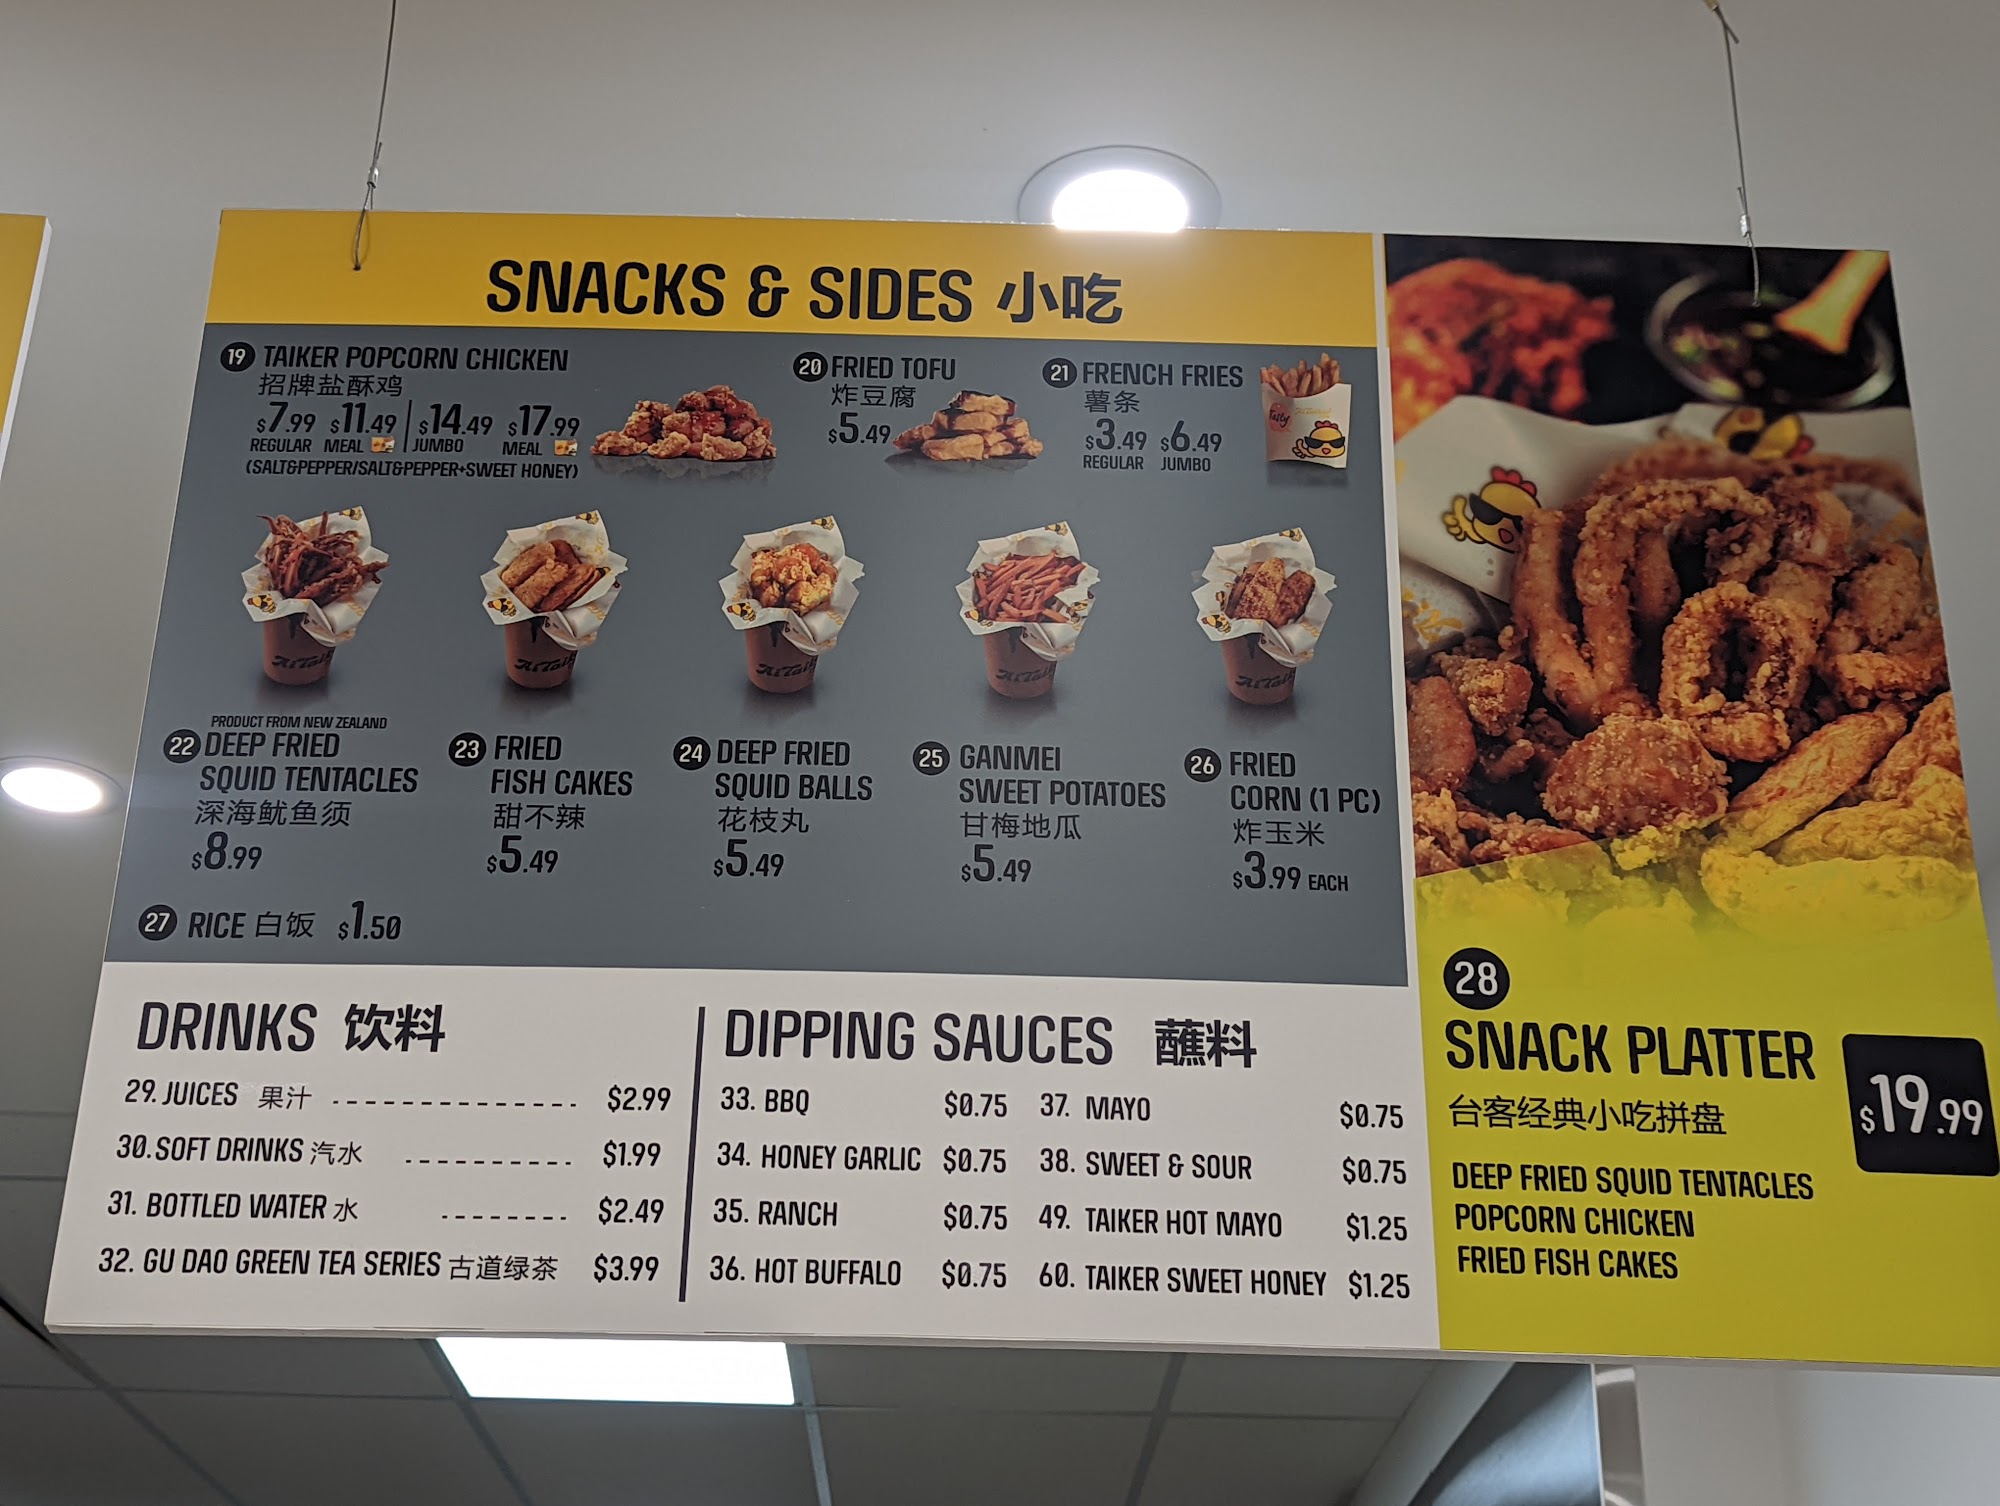 SNACKS & SIDES 小吃
19 TAIKER POPCORN CHICKEN
招牌盐酥鸡
$7.99 $11.49 | $14.49 $17.99
REGULAR MEAL JUMBO MEAL
(SALT&PEPPER/SALT&PEPPER+SWEET HONEY)
20 FRIED TOFU
炸豆腐
$5.49
21 FRENCH FRIES
薯条
$3.49 $6.49
REGULAR JUMBO
Tasty
PRODUCT FROM NEW ZEALAND
22 DEEP FRIED
SQUID TENTACLES
深海鱿鱼须
$8.99
23 FRIED
FISH CAKES
甜不辣
$5.49
24 DEEP FRIED
SQUID BALLS
花枝丸
$5.49
25 GANMEI
SWEET POTATOES
甘梅地瓜
$5.49
26 FRIED
CORN (1 PC)
炸玉米
$3.99 EACH
27 RICE 白饭 $1.50
DRINKS 饮料
29. JUICES 果汁 $2.99
30. SOFT DRINKS 汽水 $1.99
31. BOTTLED WATER 水 $2.49
32. GU DAO GREEN TEA SERIES 古道绿茶 $3.99
DIPPING SAUCES 蘸料
33. BBQ $0.75
34. HONEY GARLIC $0.75
35. RANCH $0.75
36. HOT BUFFALO $0.75
37. MAYO $0.75
38. SWEET & SOUR $0.75
49. TAIKER HOT MAYO $1.25
60. TAIKER SWEET HONEY $1.25
28
SNACK PLATTER
台客经典小吃拼盘
$19.99
DEEP FRIED SQUID TENTACLES
POPCORN CHICKEN
FRIED FISH CAKES